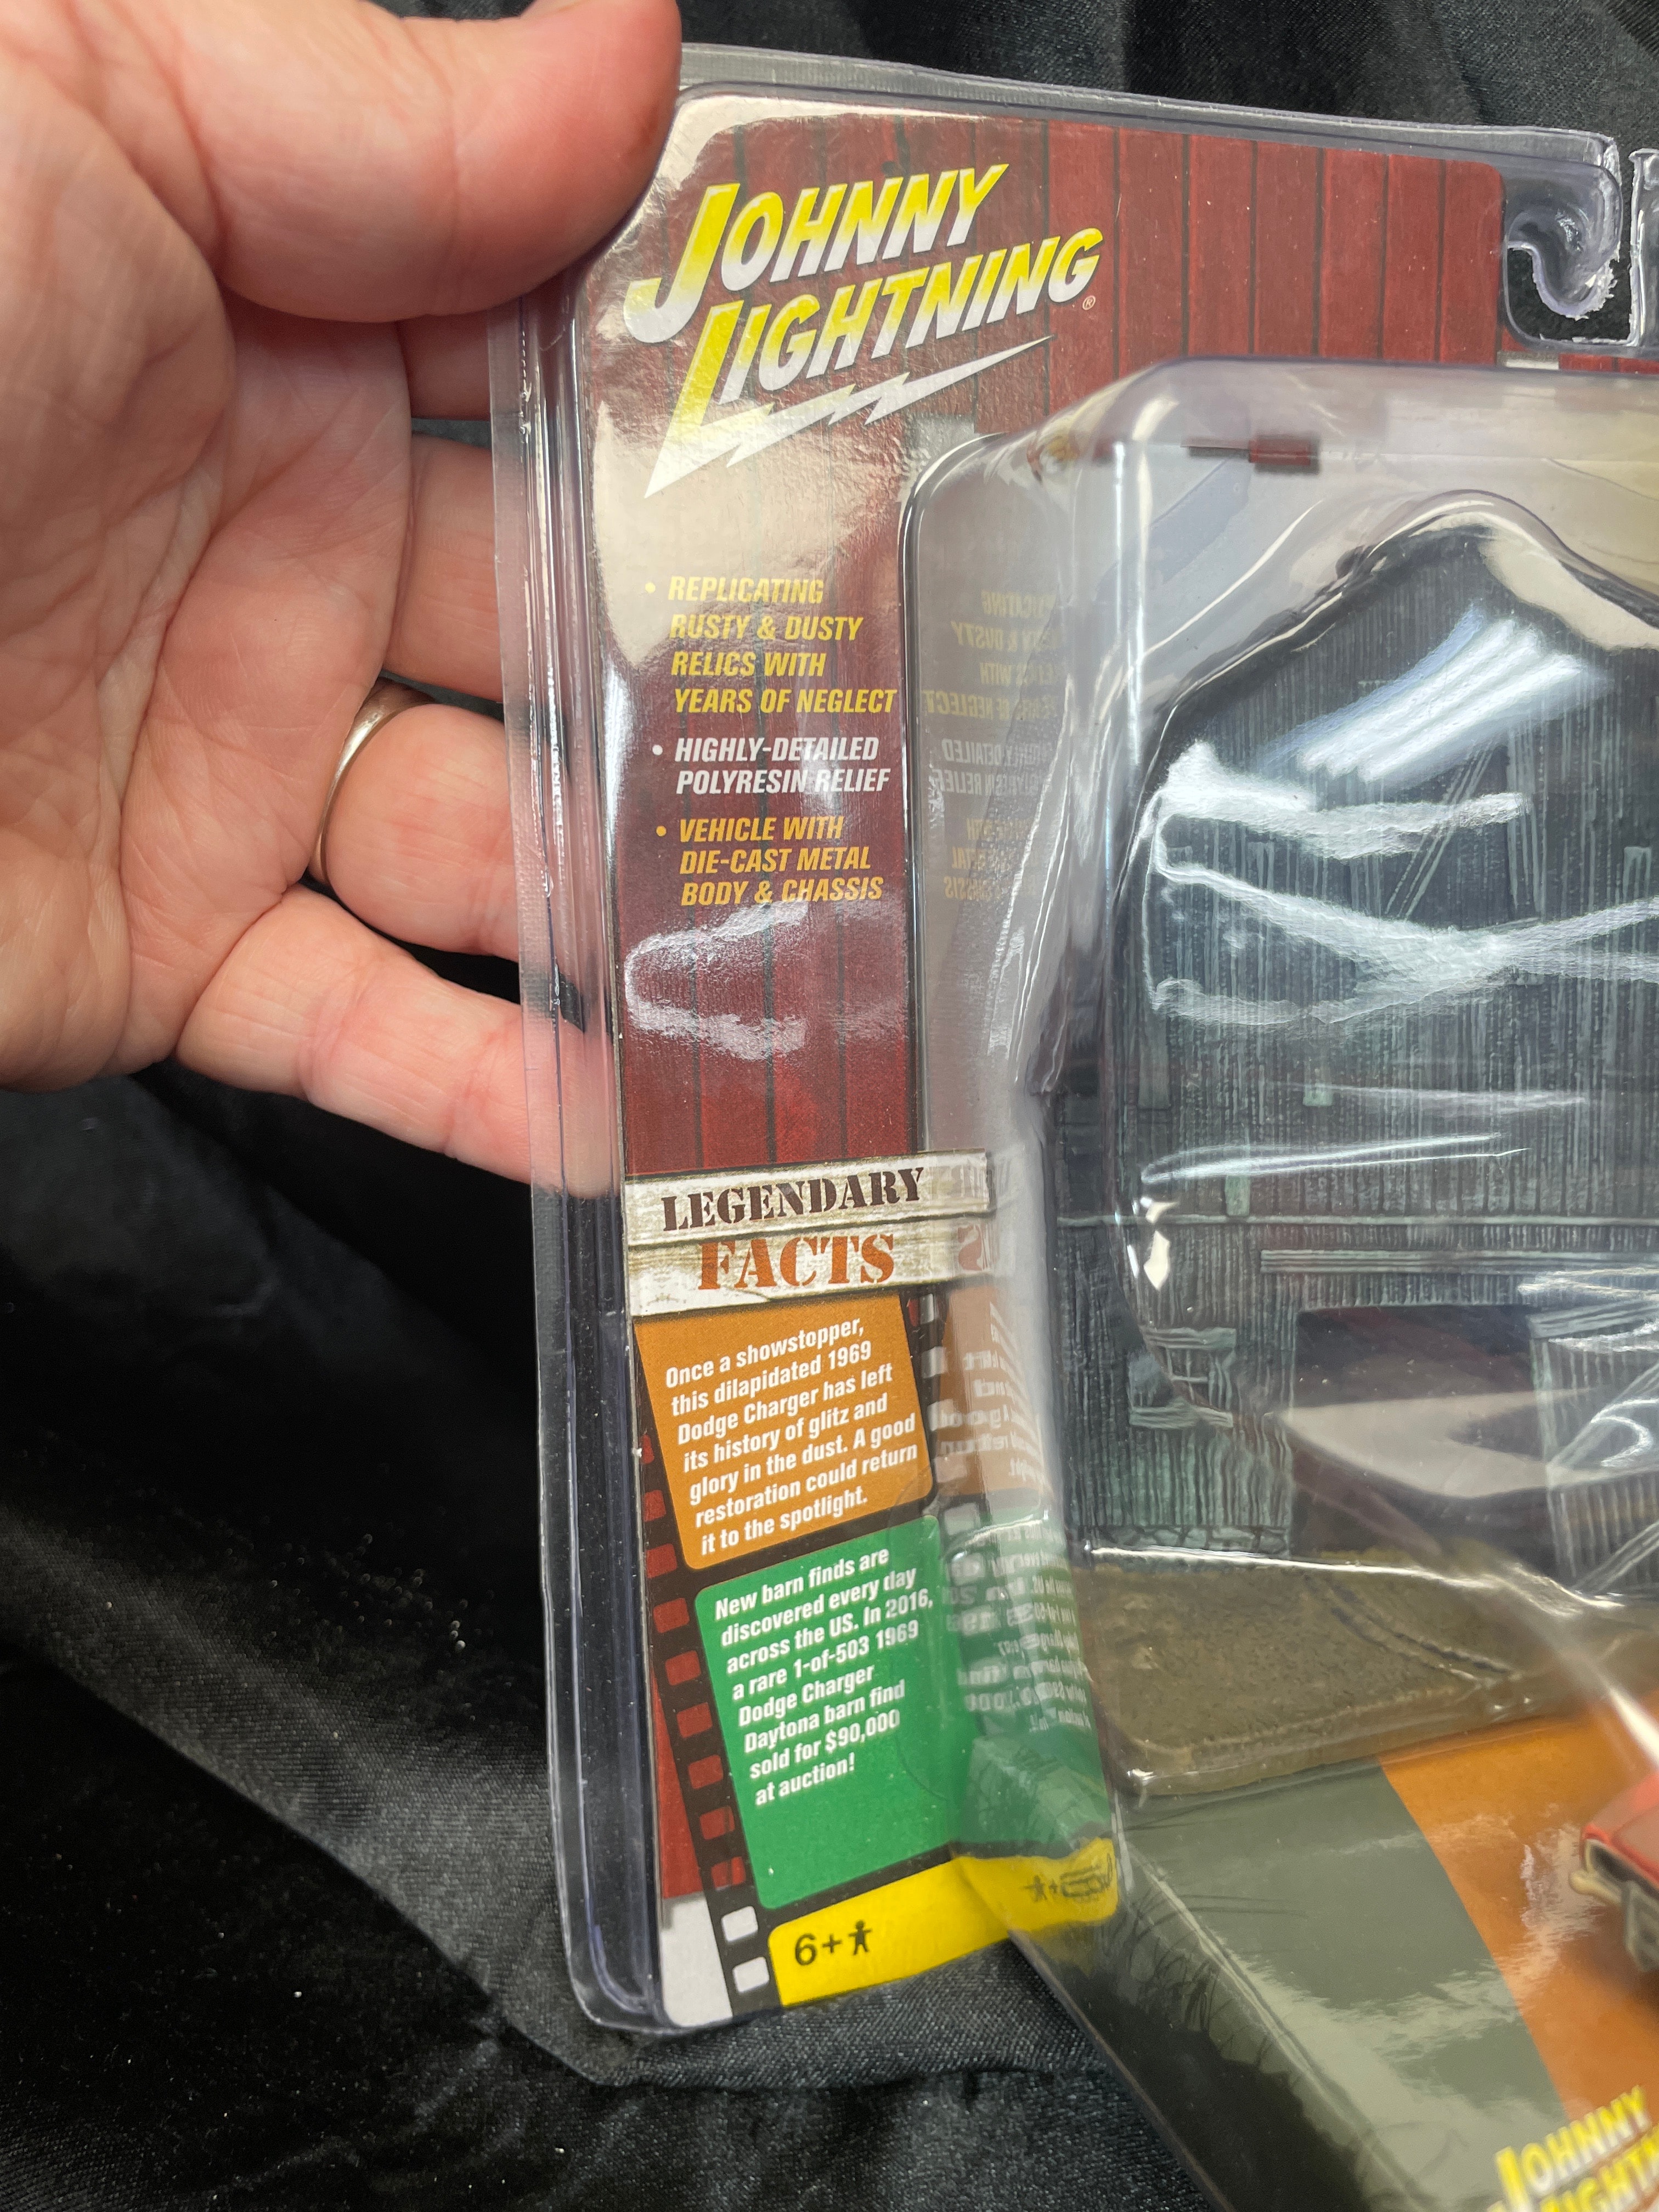 JOHNNY
LIGHTNING®
• REPLICATING
RUSTY & DUSTY
RELICS WITH
YEARS OF NEGLECT
• HIGHLY-DETAILED
POLYRESIN RELIEF
• VEHICLE WITH
DIE-CAST METAL
BODY & CHASSIS
LEGENDARY
FACTS
Once a showstopper,
this dilapidated 1969
Dodge Charger has left
its history of glitz and
glory in the dust. A good
restoration could return
it to the spotlight.
New barn finds are
discovered every day
across the US. In 2016,
a rare 1-of-503 1969
Dodge Charger
Daytona barn find
sold for $90,000
at auction!
6+
JOHNNY